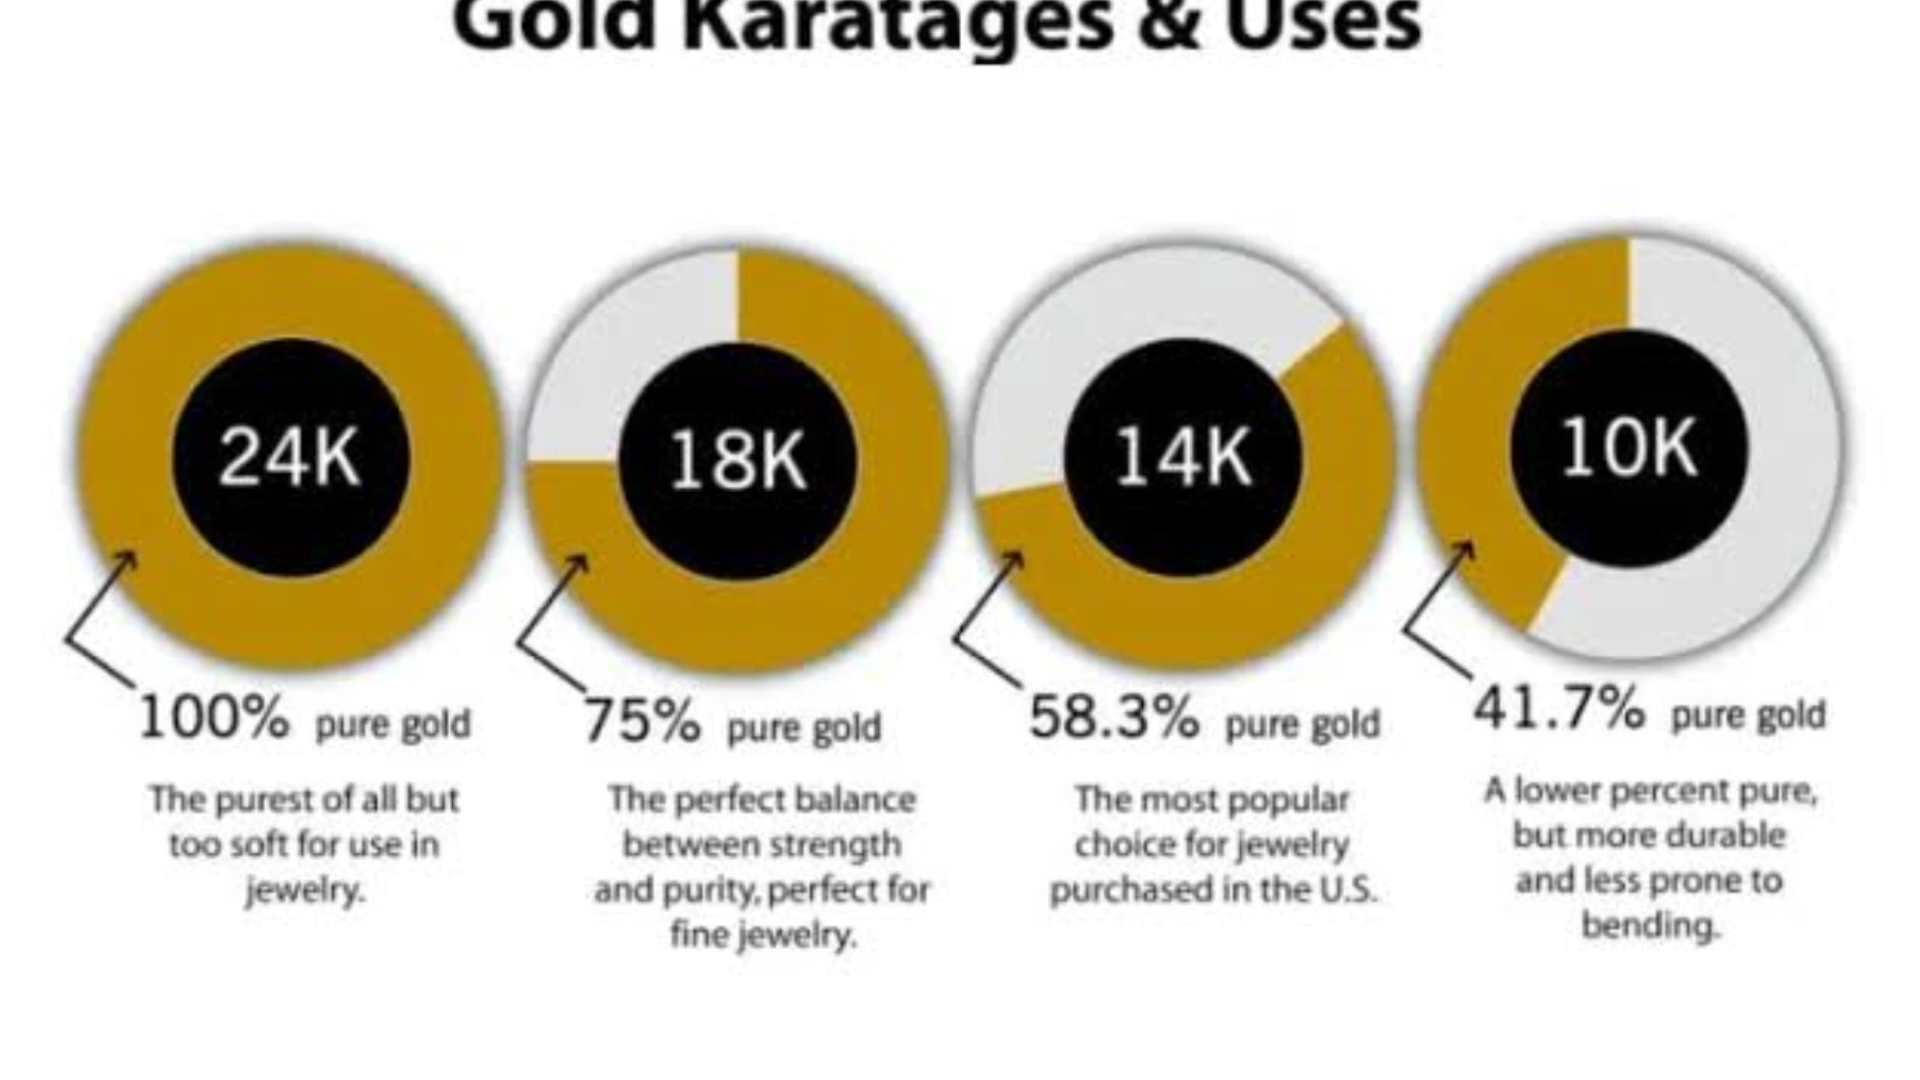 Gold Karatages & Uses
24K
18K
14K
10K
100% pure gold
75% pure gold
58.3% pure gold
41.7% pure gold
The purest of all but
too soft for use in
jewelry.
The perfect balance
between strength
and purity, perfect for
fine jewelry.
The most popular
choice for jewelry
purchased in the U.S.
A lower percent pure,
but more durable
and less prone to
bending.